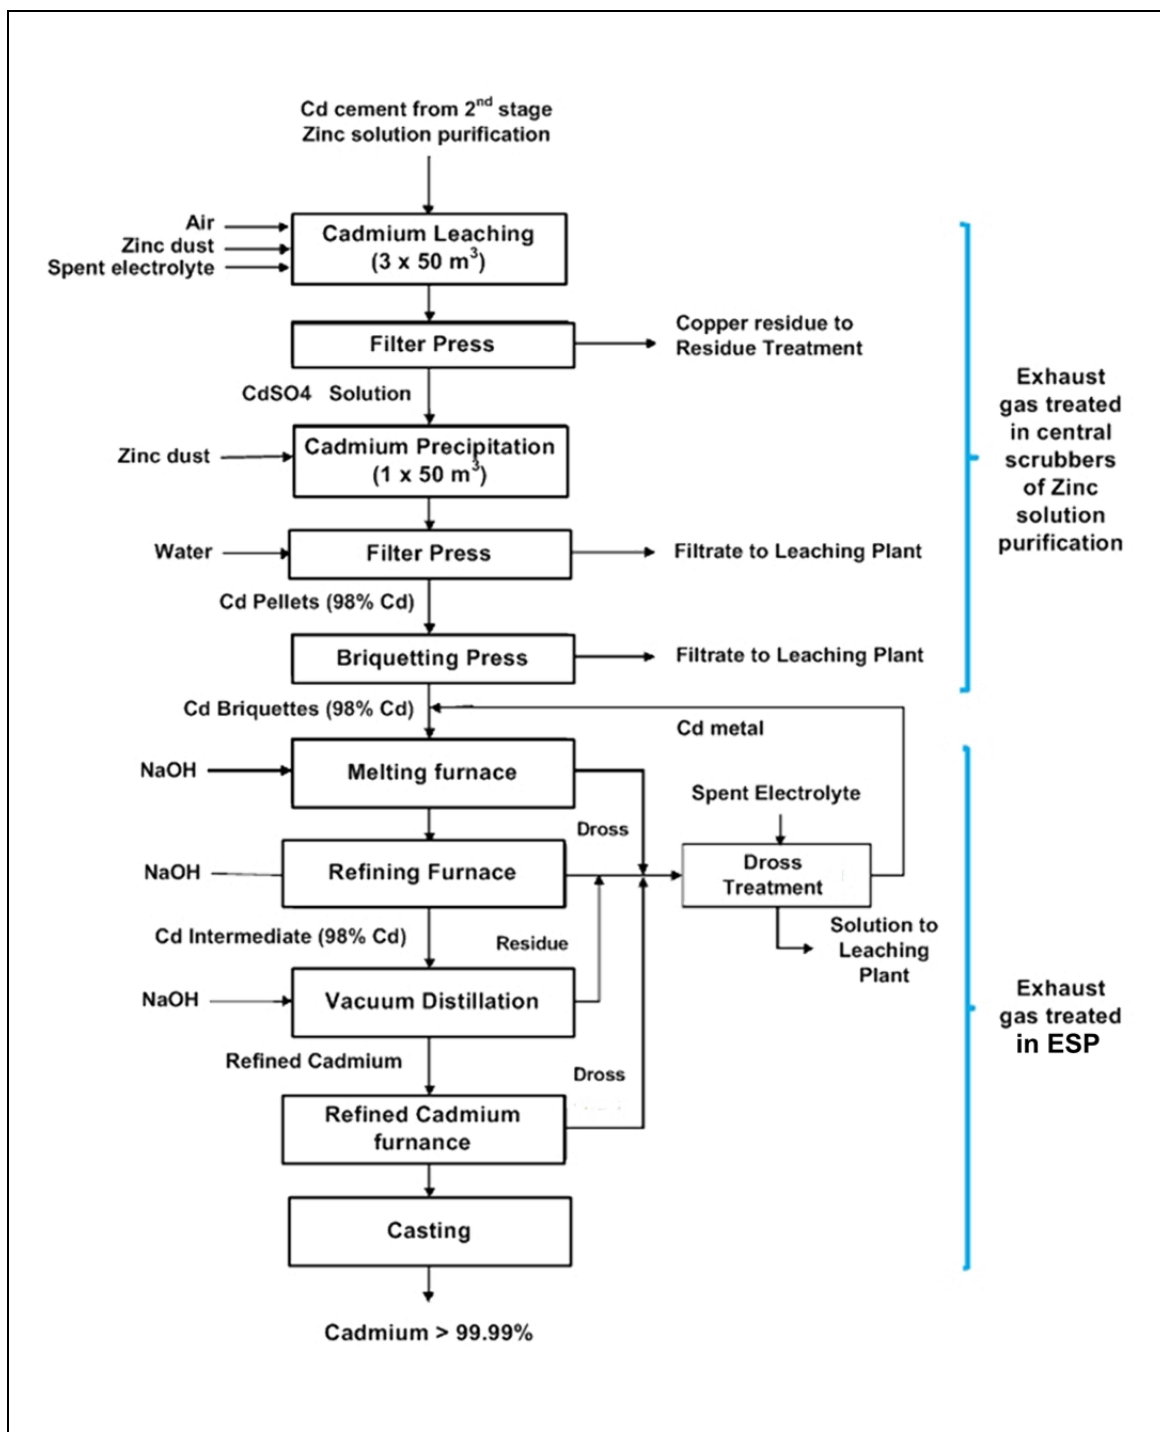 Cd cement from 2nd stage
Zinc solution purification
Air
Zinc dust
Spent electrolyte
Cadmium Leaching
(3 x 50 m3)
Filter Press
Copper residue to
Residue Treatment
CdSO4 Solution
Zinc dust
Cadmium Precipitation
(1 x 50 m3)
Water
Filter Press
Filtrate to Leaching Plant
Cd Pellets (98% Cd)
Briquetting Press
Filtrate to Leaching Plant
Exhaust
gas treated
in central
scrubbers
of Zinc
solution
purification
Cd Briquettes (98% Cd)
Cd metal
NaOH
Melting furnace
Spent Electrolyte
Dross
NaOH
Refining Furnace
Dross
Treatment
Cd Intermediate (98% Cd)
Residue
Solution to
Leaching
Plant
NaOH
Vacuum Distillation
Refined Cadmium
Dross
Refined Cadmium
furnance
Exhaust
gas treated
in ESP
Casting
Cadmium > 99.99%